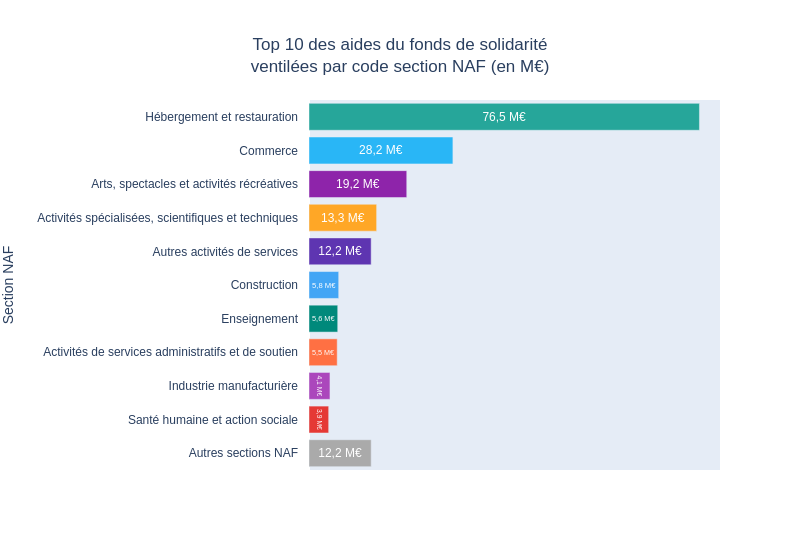 Top 10 des aides du fonds de solidarité
ventilées par code section NAF (en M€)
Section NAF
Hébergement et restauration 76,5 M€
Commerce 28,2 M€
Arts, spectacles et activités récréatives 19,2 M€
Activités spécialisées, scientifiques et techniques 13,3 M€
Autres activités de services 12,2 M€
Construction 5,8 M€
Enseignement 5,6 M€
Activités de services administratifs et de soutien 5,5 M€
Industrie manufacturière 4,1 M€
Santé humaine et action sociale 3,9 M€
Autres sections NAF 12,2 M€